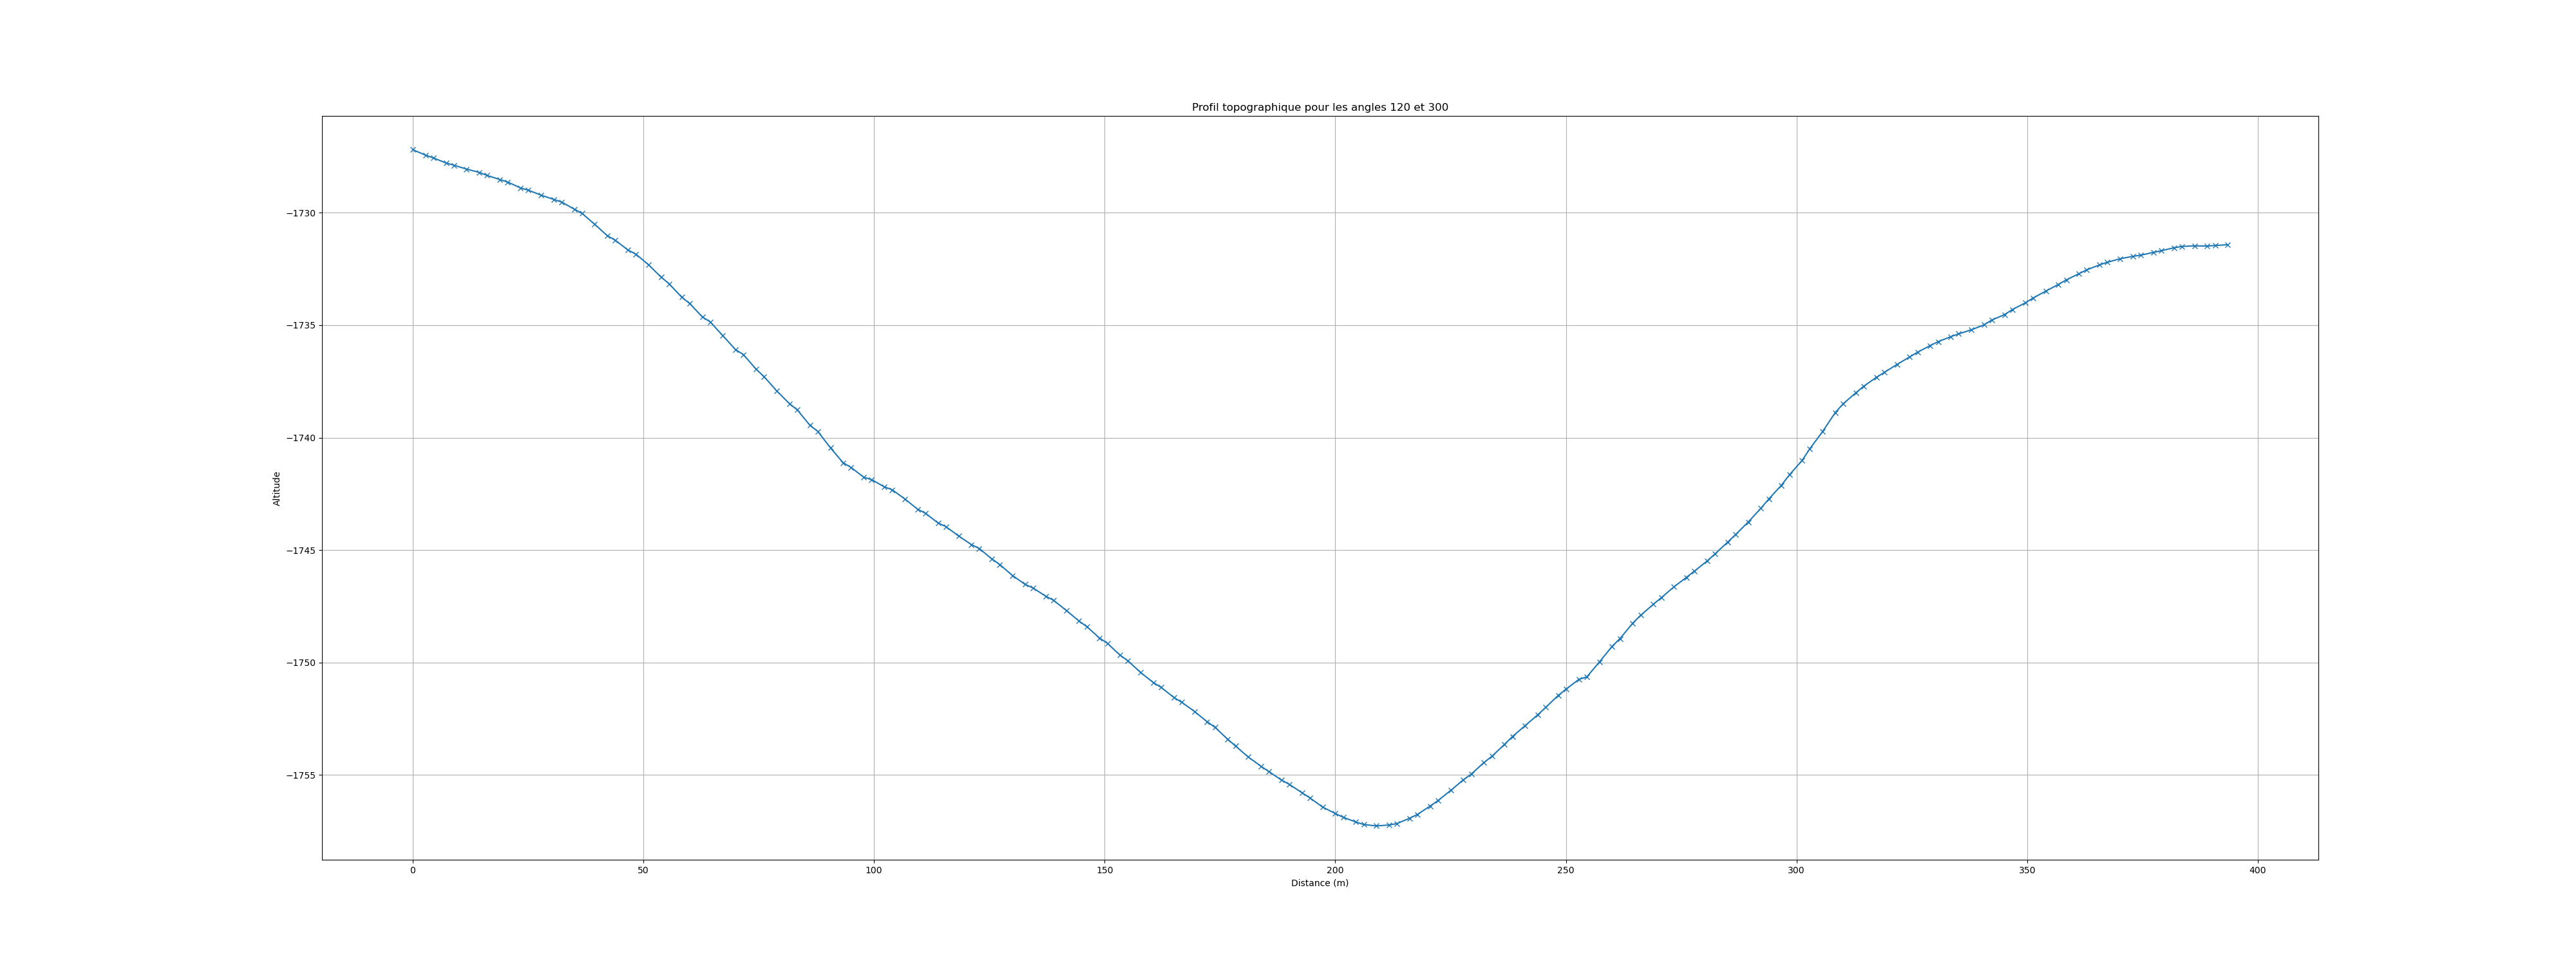 Profil topographique pour les angles 120 et 300
−1730
−1735
−1740
−1745
−1750
−1755
Altitude
0 50 100 150 200 250 300 350 400
Distance (m)